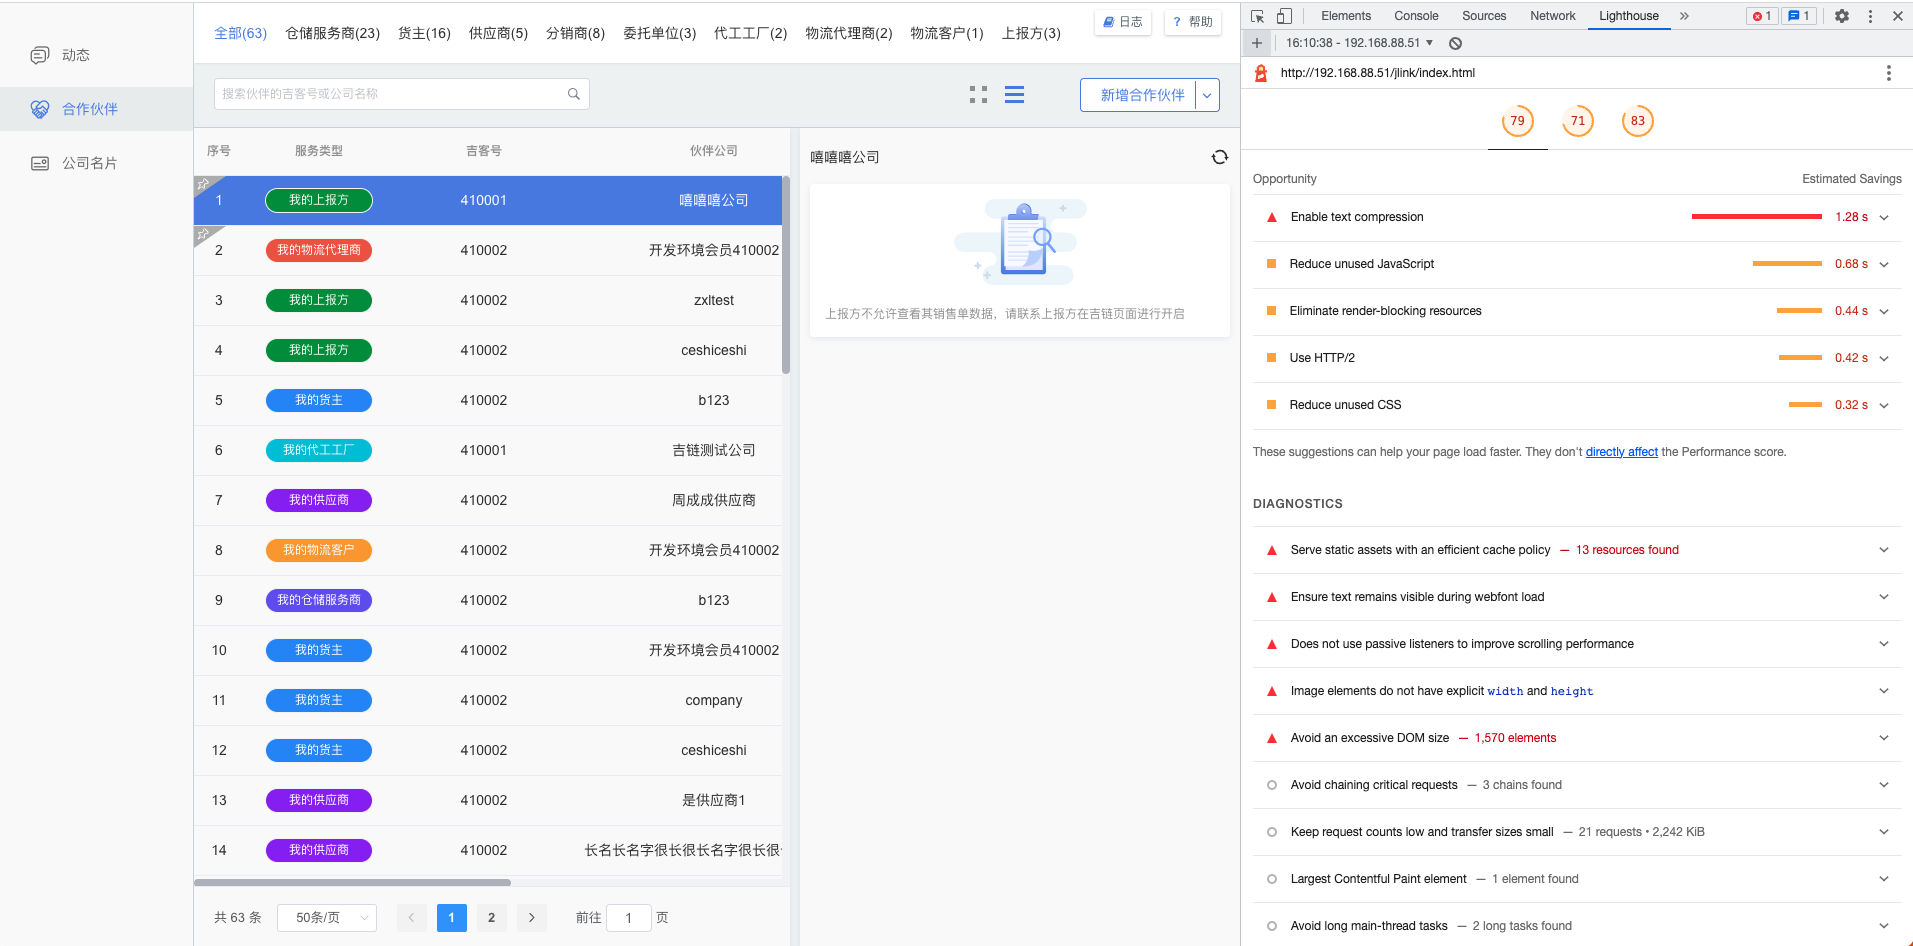 动态
合作伙伴
公司名片
全部(63) 仓储服务商(23) 货主(16) 供应商(5) 分销商(8) 委托单位(3) 代工工厂(2) 物流代理商(2) 物流客户(1) 上报方(3)
日志
? 帮助
搜索伙伴的吉客号或公司名称
新增合作伙伴
序号 服务类型 吉客号 伙伴公司
1 我的上报方 410001 嘻嘻嘻公司
2 我的物流代理商 410002 开发环境会员410002
3 我的上报方 410002 zxltest
4 我的上报方 410002 ceshiceshi
5 我的货主 410002 b123
6 我的代工工厂 410001 吉链测试公司
7 我的供应商 410002 周成成供应商
8 我的物流客户 410002 开发环境会员410002
9 我的仓储服务商 410002 b123
10 我的货主 410002 开发环境会员410002
11 我的货主 410002 company
12 我的货主 410002 ceshiceshi
13 我的供应商 410002 是供应商1
14 我的供应商 410002 长名长名字很长很长名字很长很
共 63 条 50条/页 1 2 前往 1 页
嘻嘻嘻公司
上报方不允许查看其销售单数据，请联系上报方在吉链页面进行开启
Elements Console Sources Network Lighthouse » 1 1
16:10:38 - 192.168.88.51
http://192.168.88.51/jlink/index.html
79 71 83
Opportunity Estimated Savings
Enable text compression 1.28 s
Reduce unused JavaScript 0.68 s
Eliminate render-blocking resources 0.44 s
Use HTTP/2 0.42 s
Reduce unused CSS 0.32 s
These suggestions can help your page load faster. They don't directly affect the Performance score.
DIAGNOSTICS
Serve static assets with an efficient cache policy — 13 resources found
Ensure text remains visible during webfont load
Does not use passive listeners to improve scrolling performance
Image elements do not have explicit width and height
Avoid an excessive DOM size — 1,570 elements
Avoid chaining critical requests — 3 chains found
Keep request counts low and transfer sizes small — 21 requests • 2,242 KiB
Largest Contentful Paint element — 1 element found
Avoid long main-thread tasks — 2 long tasks found